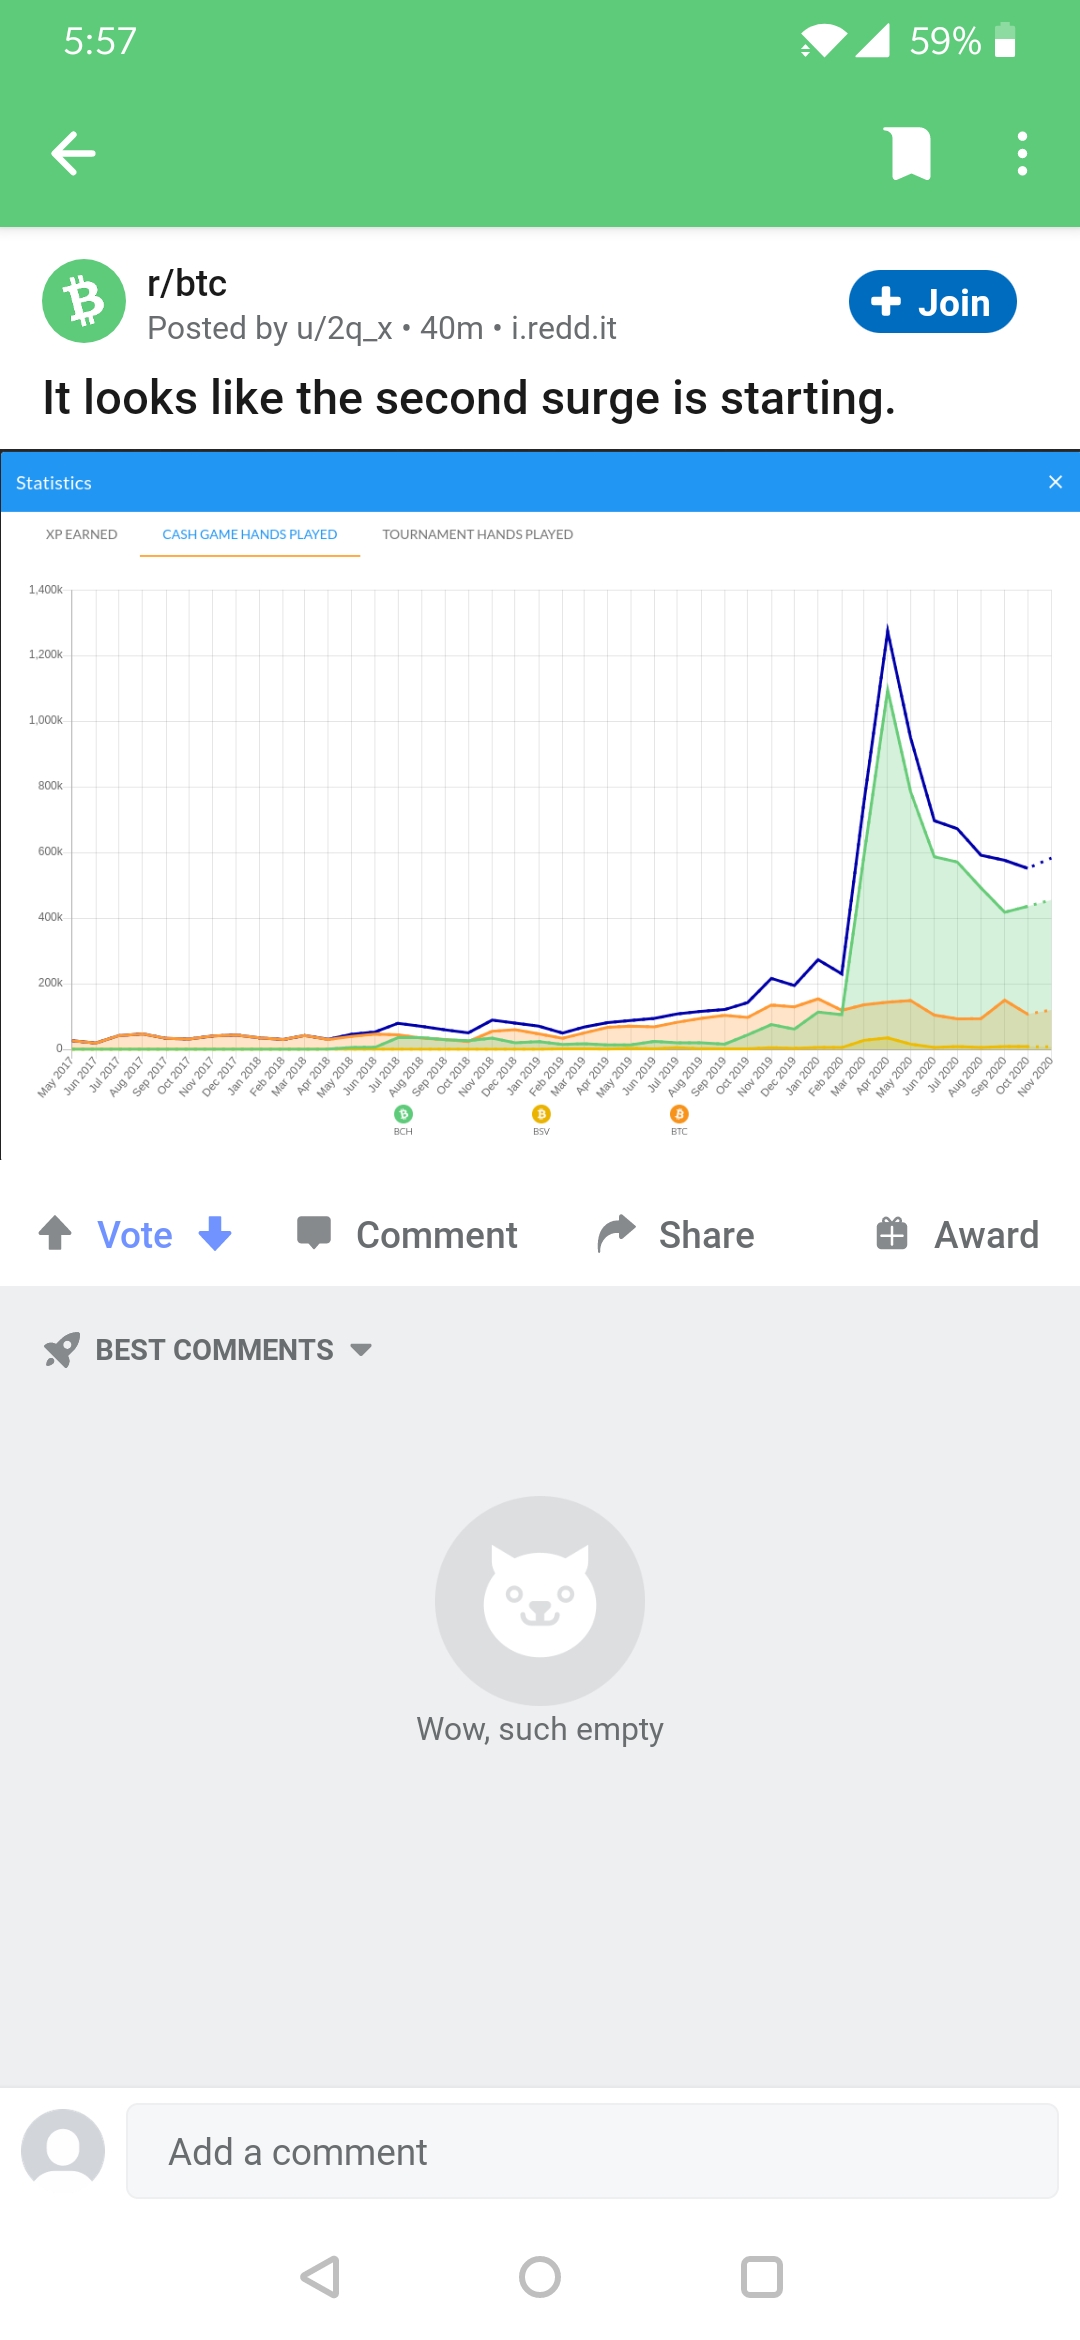 5:57
59%
r/btc
Posted by u/2q_x • 40m • i.redd.it
+ Join
It looks like the second surge is starting.
Statistics
XP EARNED CASH GAME HANDS PLAYED TOURNAMENT HANDS PLAYED
1,400k
1,200k
1,000k
800k
600k
400k
200k
0
May 2017 Jun 2017 Jul 2017 Aug 2017 Sep 2017 Oct 2017 Nov 2017 Dec 2017 Jan 2018 Feb 2018 Mar 2018 Apr 2018 May 2018 Jun 2018 Jul 2018 Aug 2018 Sep 2018 Oct 2018 Nov 2018 Dec 2018 Jan 2019 Feb 2019 Mar 2019 Apr 2019 May 2019 Jun 2019 Jul 2019 Aug 2019 Sep 2019 Oct 2019 Nov 2019 Dec 2019 Jan 2020 Feb 2020 Mar 2020 Apr 2020 May 2020 Jun 2020 Jul 2020 Aug 2020 Sep 2020 Oct 2020 Nov 2020
BCH BSV BTC
Vote Comment Share Award
BEST COMMENTS
Wow, such empty
Add a comment